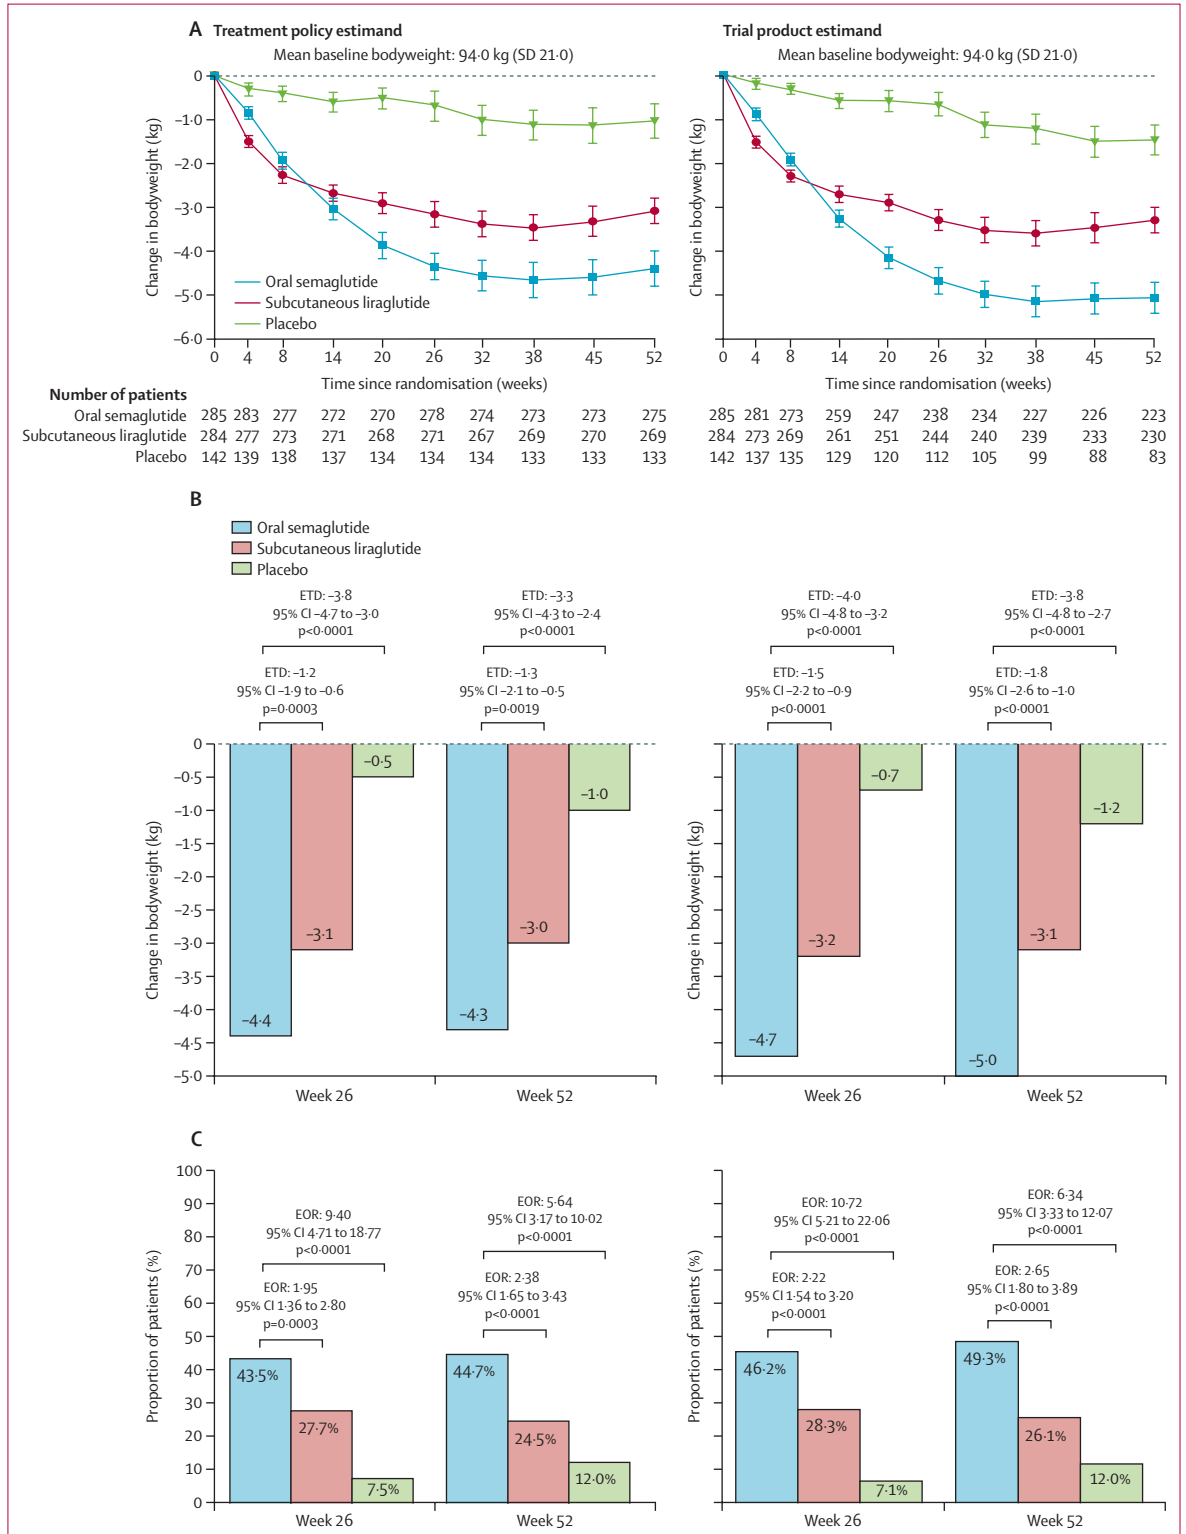 A Treatment policy estimand
Mean baseline bodyweight: 94·0 kg (SD 21·0)
Change in bodyweight (kg)
0
–1·0
–2·0
–3·0
–4·0
–5·0
–6·0
Oral semaglutide
Subcutaneous liraglutide
Placebo
0 4 8 14 20 26 32 38 45 52
Time since randomisation (weeks)
Trial product estimand
Mean baseline bodyweight: 94·0 kg (SD 21·0)
Change in bodyweight (kg)
0 4 8 14 20 26 32 38 45 52
Time since randomisation (weeks)
Number of patients
Oral semaglutide 285 283 277 272 270 278 274 273 273 275 285 281 273 259 247 238 234 227 226 223
Subcutaneous liraglutide 284 277 273 271 268 271 267 269 270 269 284 273 269 261 251 244 240 239 233 230
Placebo 142 139 138 137 134 134 134 133 133 133 142 137 135 129 120 112 105 99 88 83
B
Oral semaglutide
Subcutaneous liraglutide
Placebo
Change in bodyweight (kg)
0
–0·5
–1·0
–1·5
–2·0
–2·5
–3·0
–3·5
–4·0
–4·5
–5·0
ETD: –3·8
95% CI –4·7 to –3·0
p<0·0001
ETD: –1·2
95% CI –1·9 to –0·6
p=0·0003
–4·4
–3·1
–0·5
Week 26
ETD: –3·3
95% CI –4·3 to –2·4
p<0·0001
ETD: –1·3
95% CI –2·1 to –0·5
p=0·0019
–4·3
–3·0
–1·0
Week 52
Change in bodyweight (kg)
ETD: –4·0
95% CI –4·8 to –3·2
p<0·0001
ETD: –1·5
95% CI –2·2 to –0·9
p<0·0001
–4·7
–3·2
–0·7
Week 26
ETD: –3·8
95% CI –4·8 to –2·7
p<0·0001
ETD: –1·8
95% CI –2·6 to –1·0
p<0·0001
–5·0
–3·1
–1·2
Week 52
C
Proportion of patients (%)
100
90
80
70
60
50
40
30
20
10
0
EOR: 9·40
95% CI 4·71 to 18·77
p<0·0001
EOR: 1·95
95% CI 1·36 to 2·80
p=0·0003
43·5%
27·7%
7·5%
Week 26
EOR: 5·64
95% CI 3·17 to 10·02
p<0·0001
EOR: 2·38
95% CI 1·65 to 3·43
p<0·0001
44·7%
24·5%
12·0%
Week 52
Proportion of patients (%)
EOR: 10·72
95% CI 5·21 to 22·06
p<0·0001
EOR: 2·22
95% CI 1·54 to 3·20
p<0·0001
46·2%
28·3%
7·1%
Week 26
EOR: 6·34
95% CI 3·33 to 12·07
p<0·0001
EOR: 2·65
95% CI 1·80 to 3·89
p<0·0001
49·3%
26·1%
12·0%
Week 52